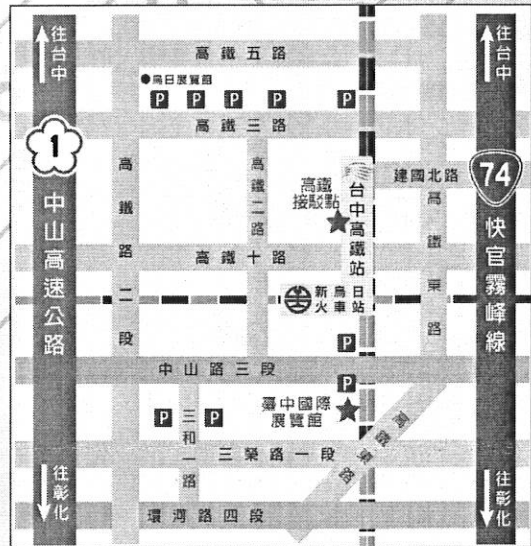 往台中
往台中
高鐵五路
烏日展覽館
P P P P P
高鐵三路
1
中山高速公路
高鐵路二段
高鐵二路
高鐵接駁點
台中高鐵站
建國北路
74
快官霧峰線
高鐵東路
高鐵十路
新烏日
火車站
P
中山路三段
P
P P
三和一路
臺中國際
展覽館
高鐵東路
三榮路一段
往彰化
往彰化
環河路四段